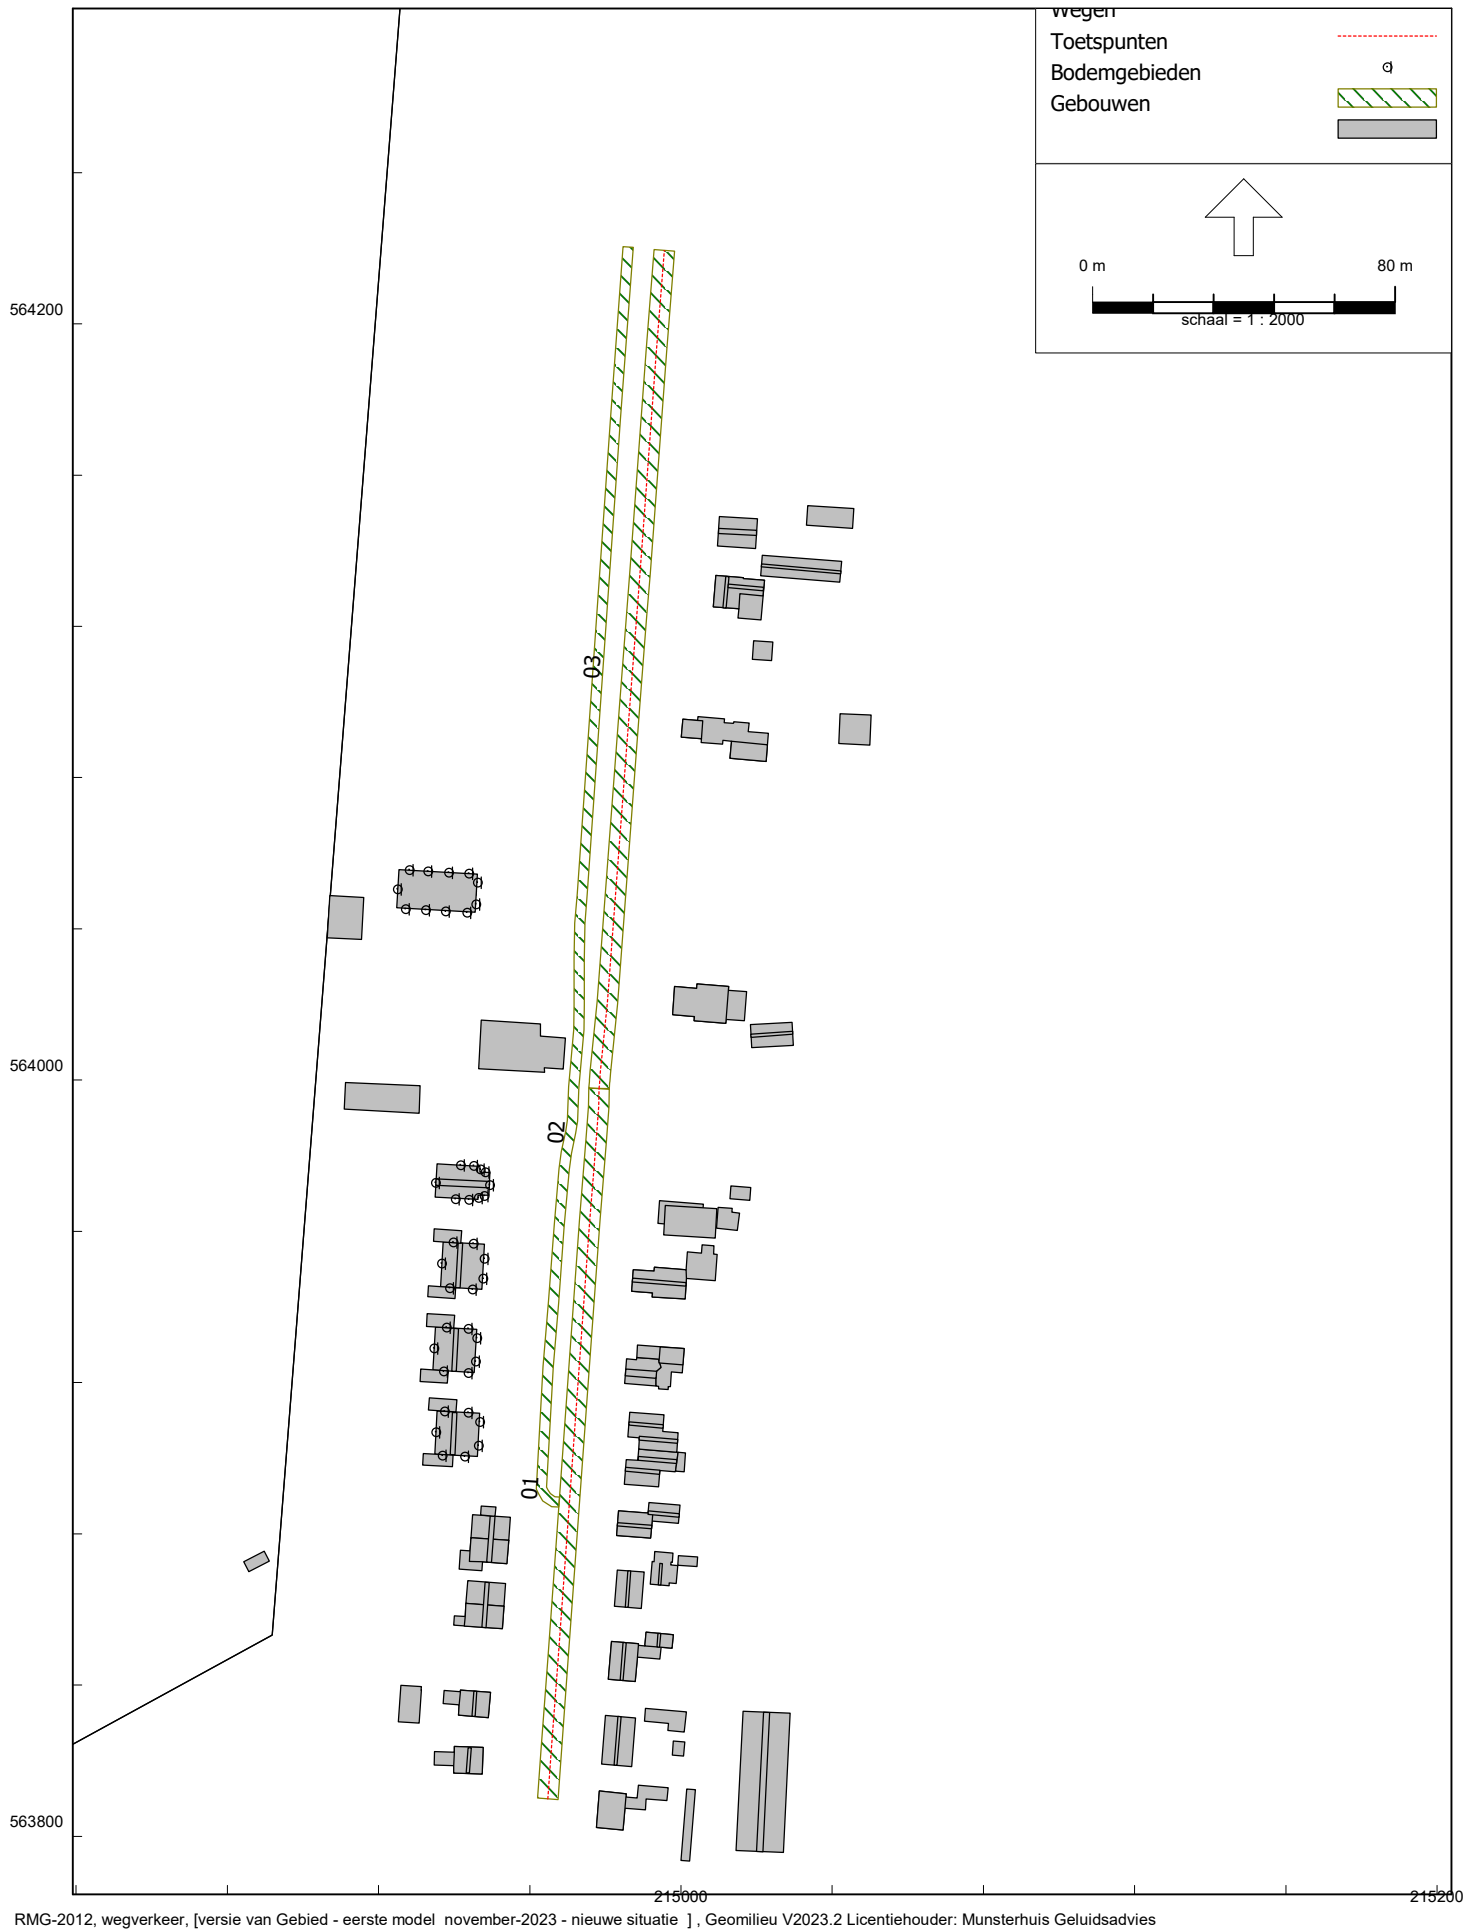 Wegen
Toetspunten
Bodemgebieden
Gebouwen
0 m 80 m
schaal = 1 : 2000
564200
03
564000
02
01
563800
215000 215200
RMG-2012, wegverkeer, [versie van Gebied - eerste model november-2023 - nieuwe situatie ] , Geomilieu V2023.2 Licentiehouder: Munsterhuis Geluidsadvies